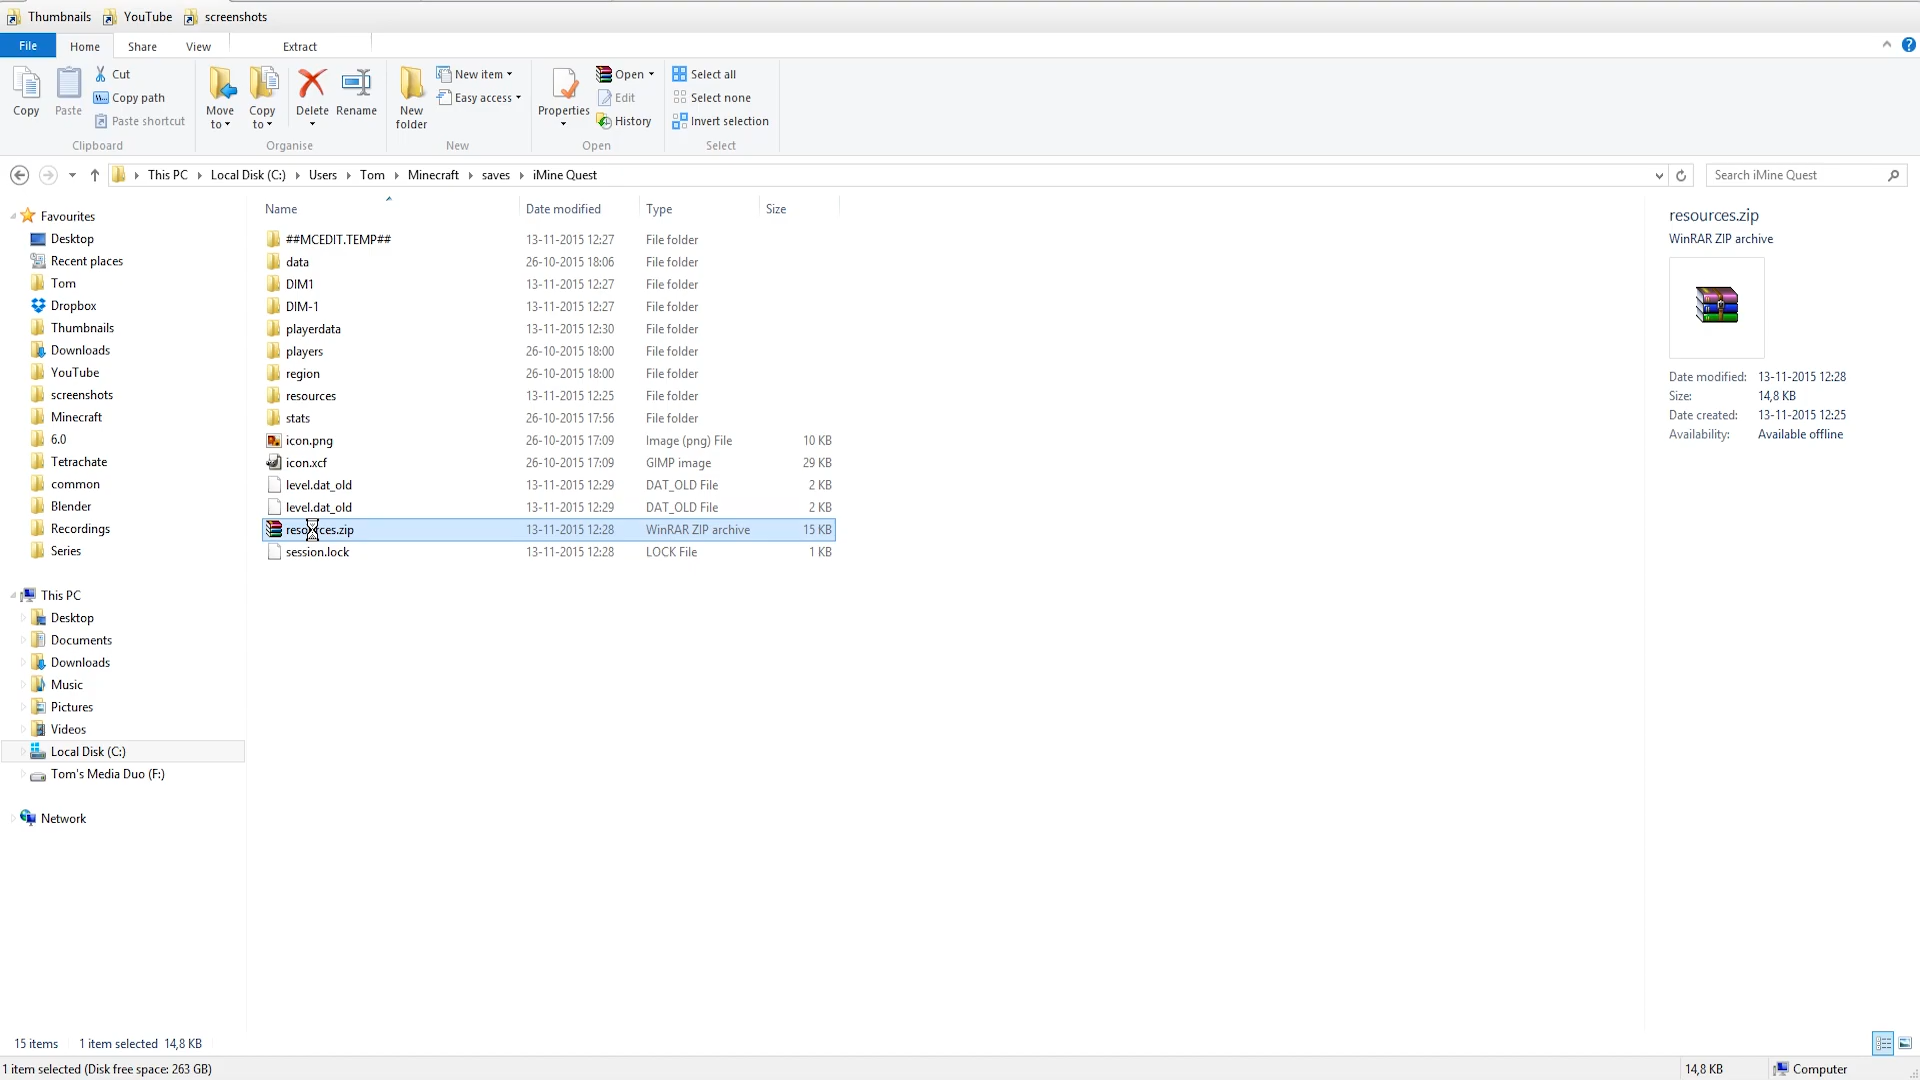 Thumbnails YouTube screenshots
File Home Share View Extract
Copy
Paste
Cut
Copy path
Paste shortcut
Clipboard
Move to
Copy to
Delete
Rename
Organise
New folder
New item
Easy access
New
Properties
Open
Edit
History
Open
Select all
Select none
Invert selection
Select
This PC Local Disk (C:) Users Tom Minecraft saves iMine Quest
Search iMine Quest
Favourites
Desktop
Recent places
Tom
Dropbox
Thumbnails
Downloads
YouTube
screenshots
Minecraft
6.0
Tetrachate
common
Blender
Recordings
Series
This PC
Desktop
Documents
Downloads
Music
Pictures
Videos
Local Disk (C:)
Tom's Media Duo (F:)
Network
Name Date modified Type Size
##MCEDIT.TEMP## 13-11-2015 12:27 File folder
data 26-10-2015 18:06 File folder
DIM1 13-11-2015 12:27 File folder
DIM-1 13-11-2015 12:27 File folder
playerdata 13-11-2015 12:30 File folder
players 26-10-2015 18:00 File folder
region 26-10-2015 18:00 File folder
resources 13-11-2015 12:25 File folder
stats 26-10-2015 17:56 File folder
icon.png 26-10-2015 17:09 Image (png) File 10 KB
icon.xcf 26-10-2015 17:09 GIMP image 29 KB
level.dat_old 13-11-2015 12:29 DAT_OLD File 2 KB
level.dat_old 13-11-2015 12:29 DAT_OLD File 2 KB
resources.zip 13-11-2015 12:28 WinRAR ZIP archive 15 KB
session.lock 13-11-2015 12:28 LOCK File 1 KB
resources.zip
WinRAR ZIP archive
Date modified: 13-11-2015 12:28
Size: 14,8 KB
Date created: 13-11-2015 12:25
Availability: Available offline
15 items 1 item selected 14,8 KB
1 item selected (Disk free space: 263 GB) 14,8 KB Computer